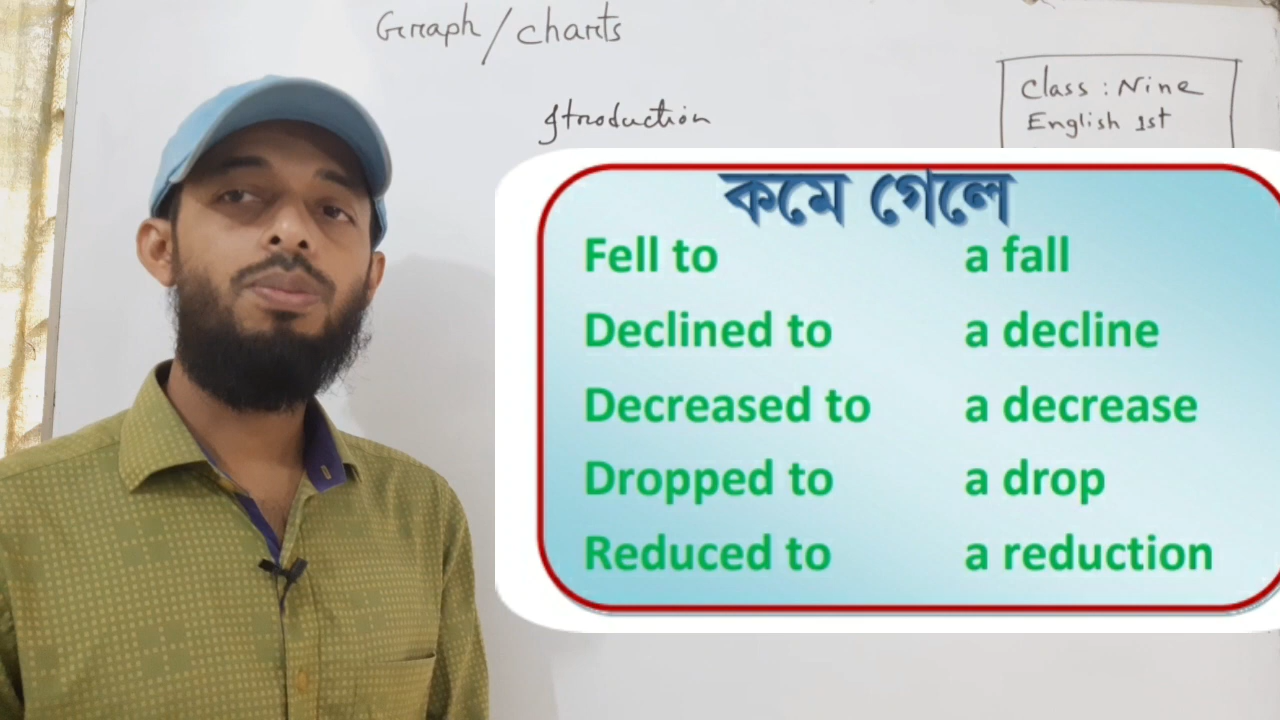 Graph / charts
Itroduction
Class : Nine
English 1st
কমে গেলে
Fell to a fall
Declined to a decline
Decreased to a decrease
Dropped to a drop
Reduced to a reduction